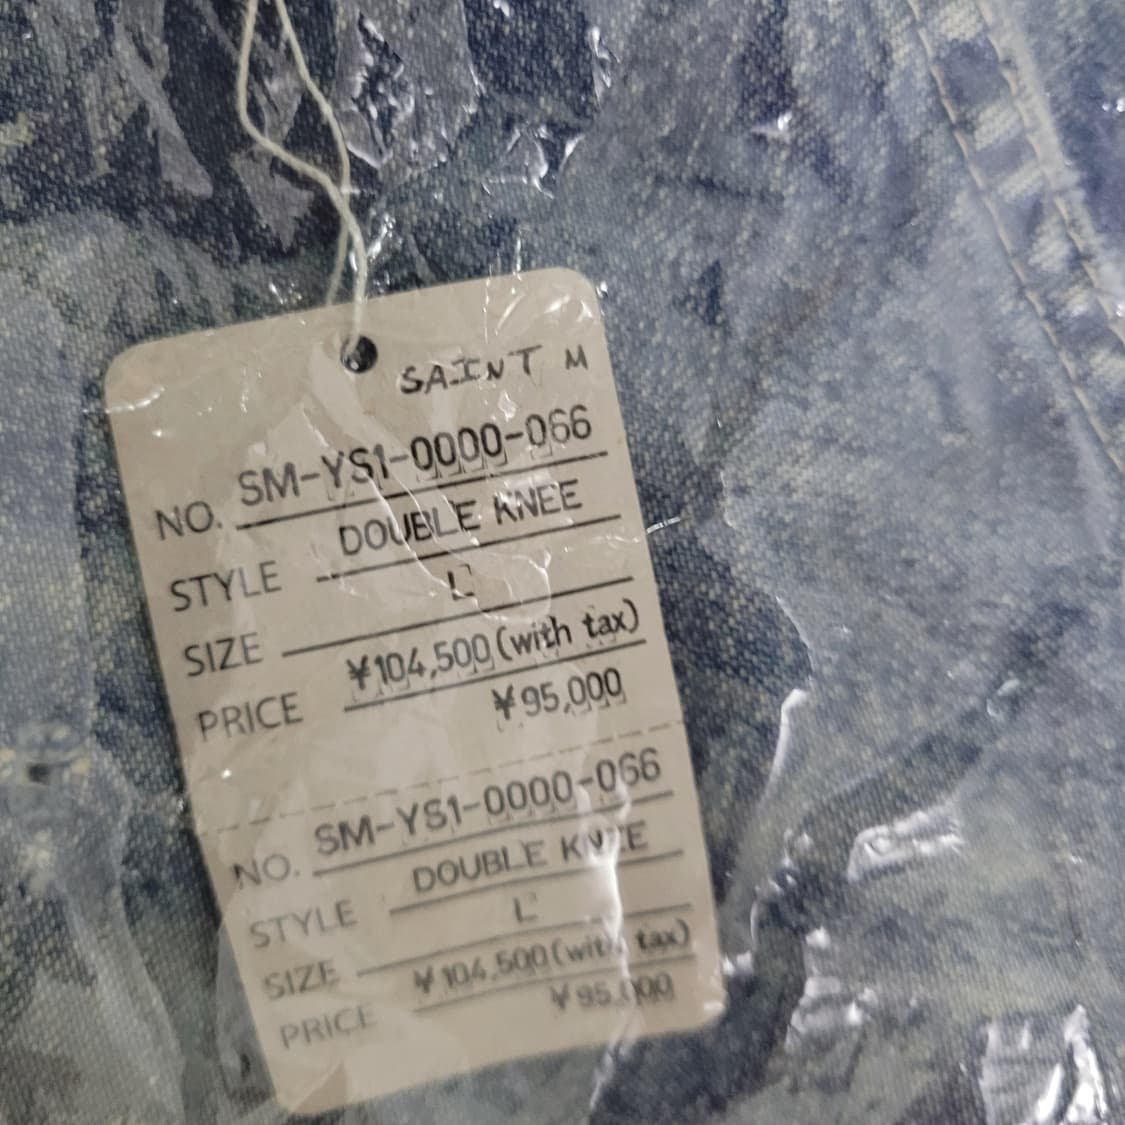 SAINT M
NO. SM-YS1-0000-066
STYLE DOUBLE KNEE
SIZE L
PRICE ¥104,500(with tax)
¥95,000
NO. SM-YS1-0000-066
STYLE DOUBLE KNEE
SIZE L
PRICE ¥104,500(with tax)
¥95,000